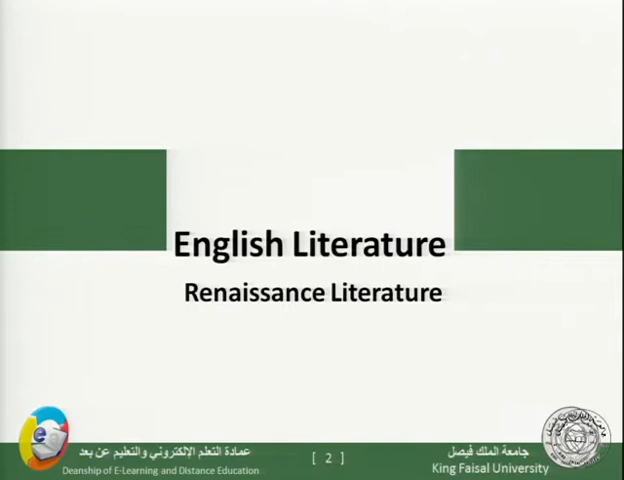 English Literature
Renaissance Literature
عمادة التعلم الإلكتروني والتعليم عن بعد
Deanship of E-Learning and Distance Education
[ 2 ]
جامعة الملك فيصل
King Faisal University